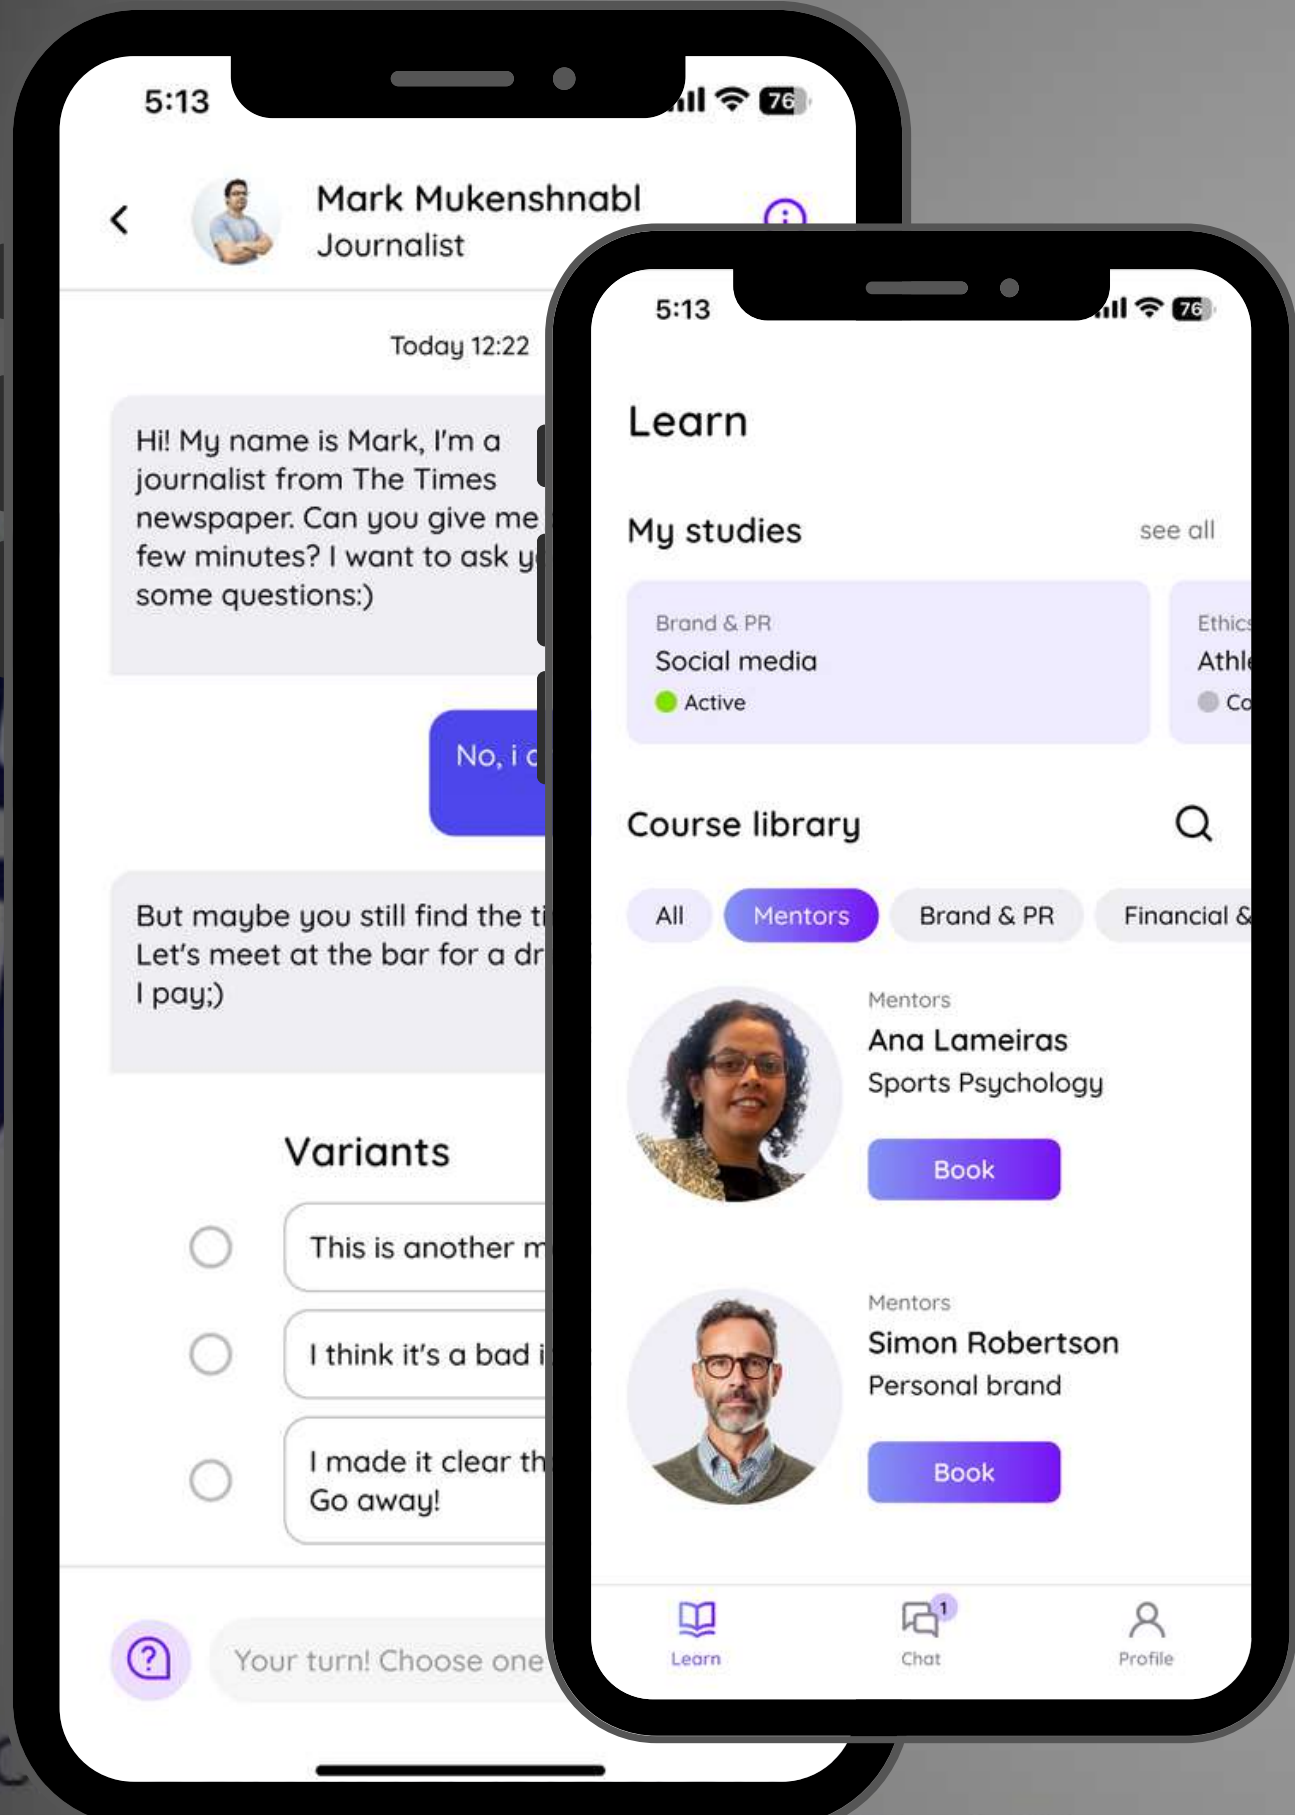 5:13
76
Mark Mukenshnabl
Journalist
Today 12:22
Hi! My name is Mark, I'm a
journalist from The Times
newspaper. Can you give me
few minutes? I want to ask
some questions:)
No, i
But maybe you still find the
Let's meet at the bar for a
I pay;)
Variants
This is another
I think it's a bad
I made it clear
Go away!
Your turn! Choose one
5:13
76
Learn
My studies
see all
Brand & PR
Social media
Active
Course library
All
Mentors
Brand & PR
Financial &
Mentors
Ana Lameiras
Sports Psychology
Book
Mentors
Simon Robertson
Personal brand
Book
1
Learn
Chat
Profile